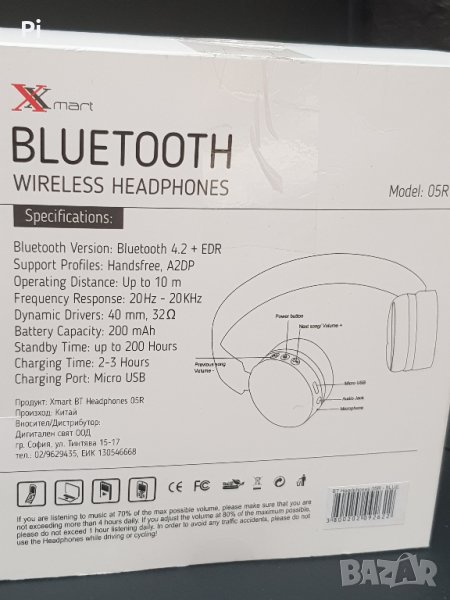 Pi
XXmart
BLUETOOTH
WIRELESS HEADPHONES
Model: 05R
Specifications:
Bluetooth Version: Bluetooth 4.2 + EDR
Support Profiles: Handsfree, A2DP
Operating Distance: Up to 10 m
Frequency Response: 20Hz - 20KHz
Dynamic Drivers: 40 mm, 32Ω
Battery Capacity: 200 mAh
Standby Time: up to 200 Hours
Charging Time: 2-3 Hours
Charging Port: Micro USB
Power button
Next song/ Volume +
Previous song/
Volume -
Micro USB
Audio Jack
Microphone
Продукт: Xmart BT Headphones 05R
Произход: Китай
Вносител/Дистрибутор:
Дигитален свят ООД
гр. София, ул. Тинтява 15-17
тел.: 02/9629435, ЕИК 130546668
CE FC
If you are listening to music at 70% of the max possible volume, please make sure that you are
not exceeding more than 4 hours daily. If you adjust the volume at 80% of the maximum possible,
please do not exceed 1 hour listening daily. In order to avoid any traffic accidents, please do not
use the Headphones while driving or cycling!
BLUE
3 800202 092622
BAZAR